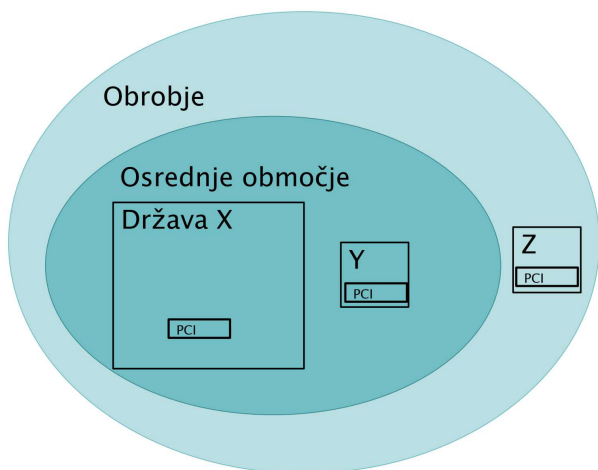 Obrobje
Osrednje območje
Država X
Y
Z
PCI
PCI
PCI